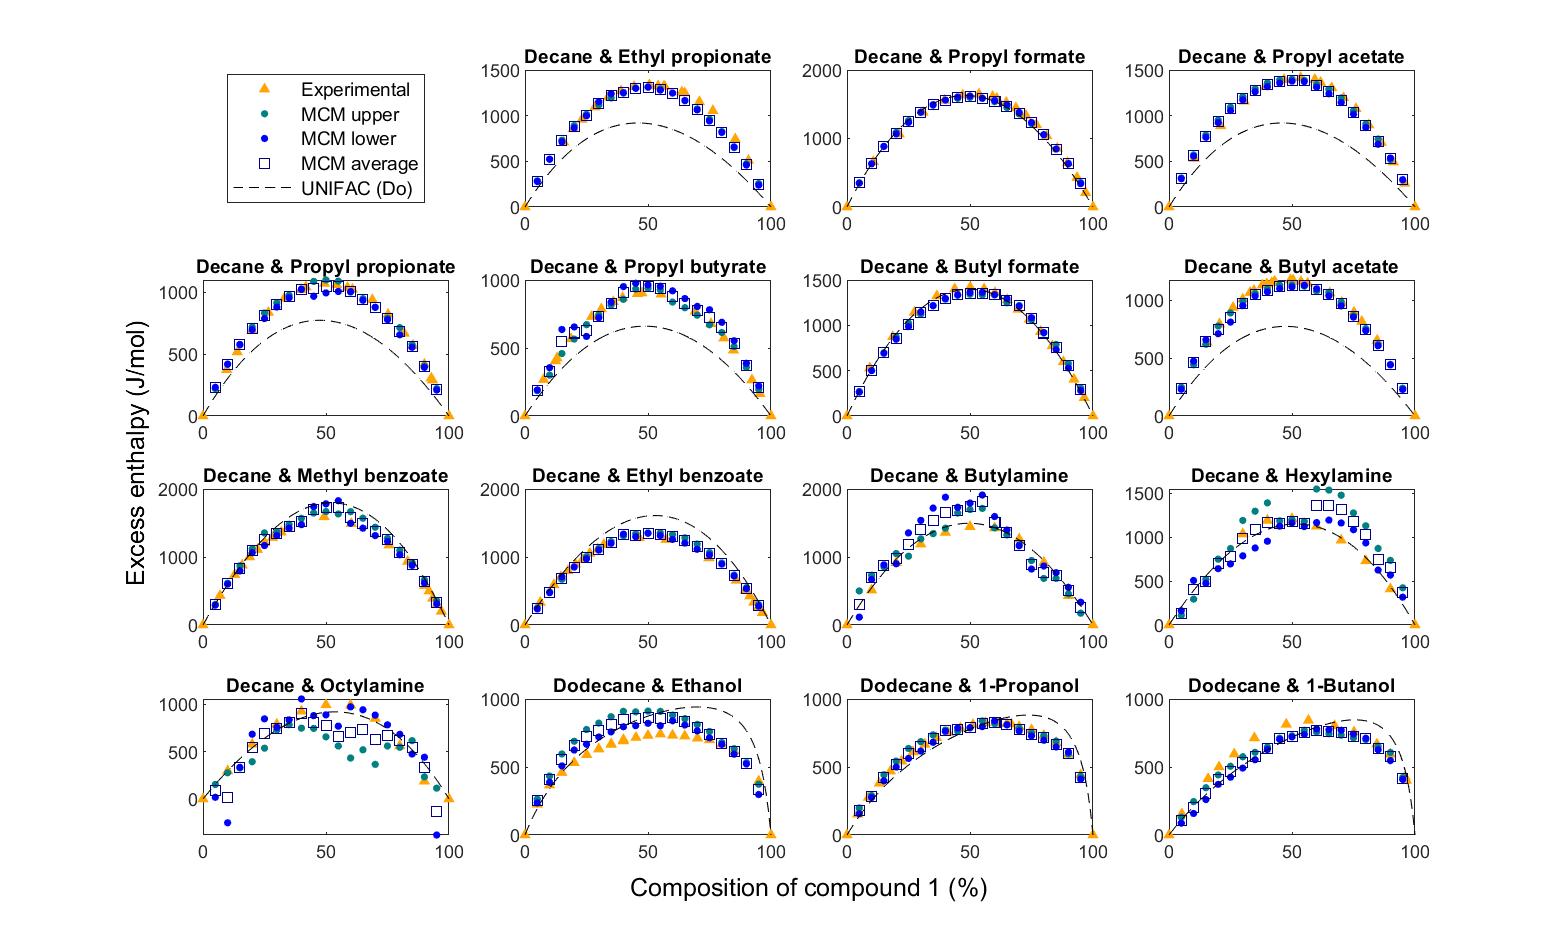 Experimental
MCM upper
MCM lower
MCM average
UNIFAC (Do)
Decane & Ethyl propionate
1500
1000
500
0
0 50 100
Decane & Propyl formate
2000
1000
0
0 50 100
Decane & Propyl acetate
1500
1000
500
0
0 50 100
Excess enthalpy (J/mol)
Decane & Propyl propionate
1000
500
0
0 50 100
Decane & Propyl butyrate
1000
500
0
0 50 100
Decane & Butyl formate
1500
1000
500
0
0 50 100
Decane & Butyl acetate
1000
500
0
0 50 100
Decane & Methyl benzoate
2000
1000
0
0 50 100
Decane & Ethyl benzoate
2000
1000
0
0 50 100
Decane & Butylamine
2000
1000
0
0 50 100
Decane & Hexylamine
1500
1000
500
0
0 50 100
Decane & Octylamine
1000
500
0
0 50 100
Dodecane & Ethanol
1000
500
0
0 50 100
Dodecane & 1-Propanol
1000
500
0
0 50 100
Dodecane & 1-Butanol
1000
500
0
0 50 100
Composition of compound 1 (%)